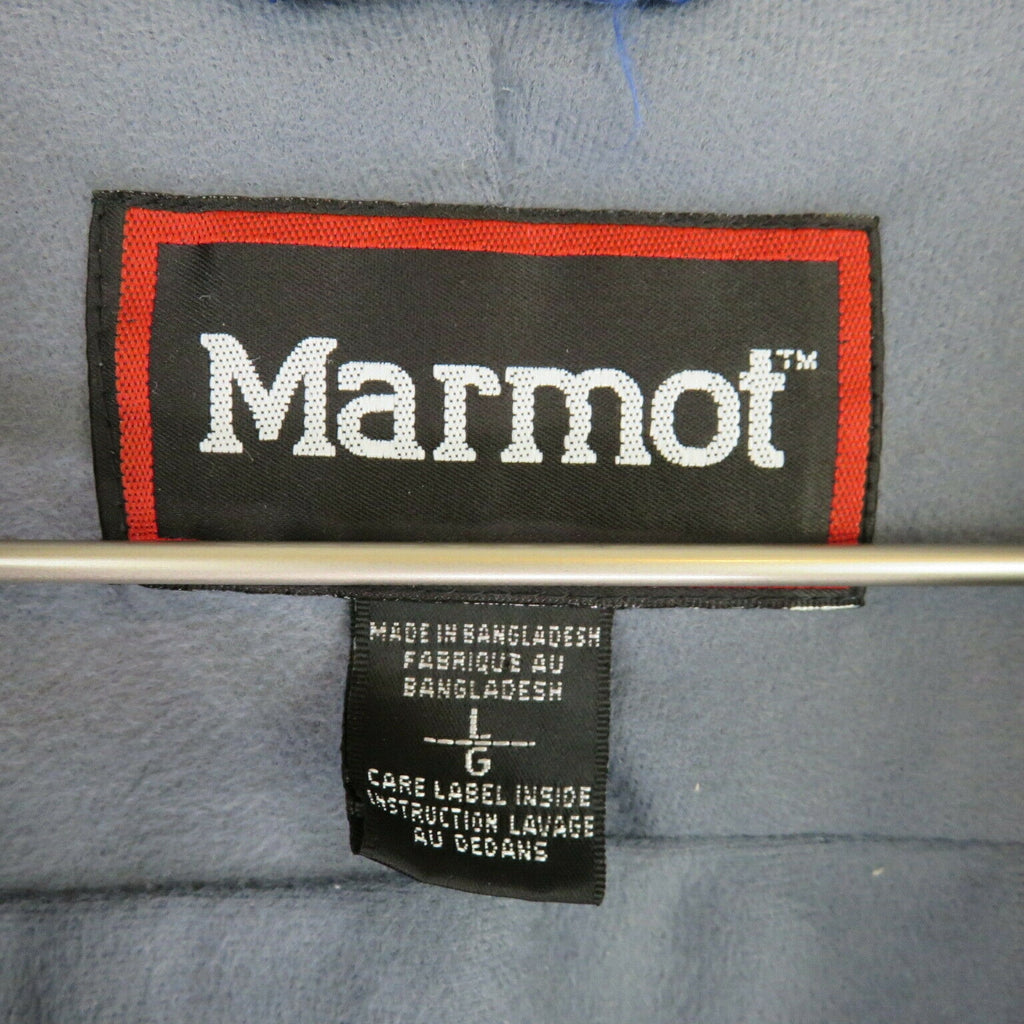 Marmot™
MADE IN BANGLADESH
FABRIQUE AU
BANGLADESH
L
G
CARE LABEL INSIDE
INSTRUCTION LAVAGE
AU DEDANS